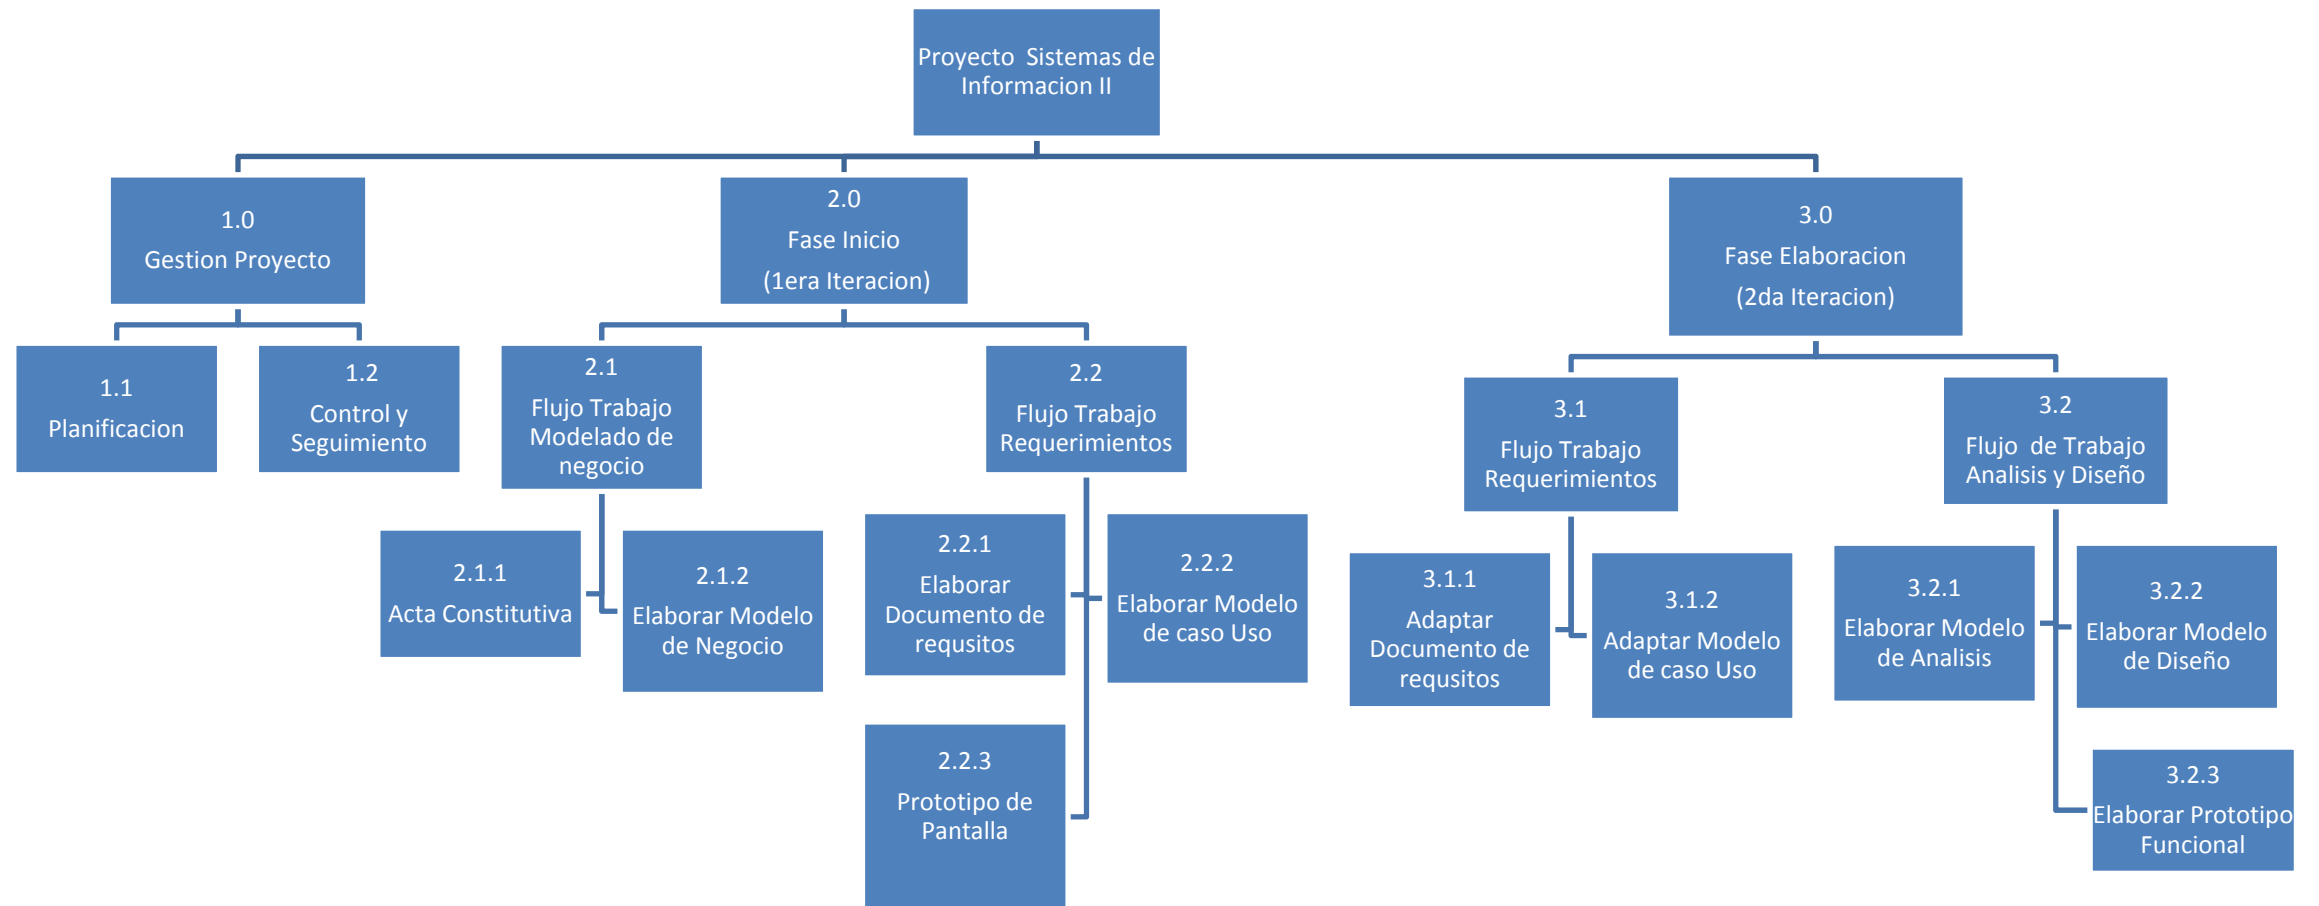 Proyecto Sistemas de
Informacion II
1.0
Gestion Proyecto
2.0
Fase Inicio
(1era Iteracion)
3.0
Fase Elaboracion
(2da Iteracion)
1.1
Planificacion
1.2
Control y
Seguimiento
2.1
Flujo Trabajo
Modelado de
negocio
2.2
Flujo Trabajo
Requerimientos
3.1
Flujo Trabajo
Requerimientos
3.2
Flujo de Trabajo
Analisis y Diseño
2.1.1
Acta Constitutiva
2.1.2
Elaborar Modelo
de Negocio
2.2.1
Elaborar
Documento de
requsitos
2.2.2
Elaborar Modelo
de caso Uso
3.1.1
Adaptar
Documento de
requsitos
3.1.2
Adaptar Modelo
de caso Uso
3.2.1
Elaborar Modelo
de Analisis
3.2.2
Elaborar Modelo
de Diseño
2.2.3
Prototipo de
Pantalla
3.2.3
Elaborar Prototipo
Funcional